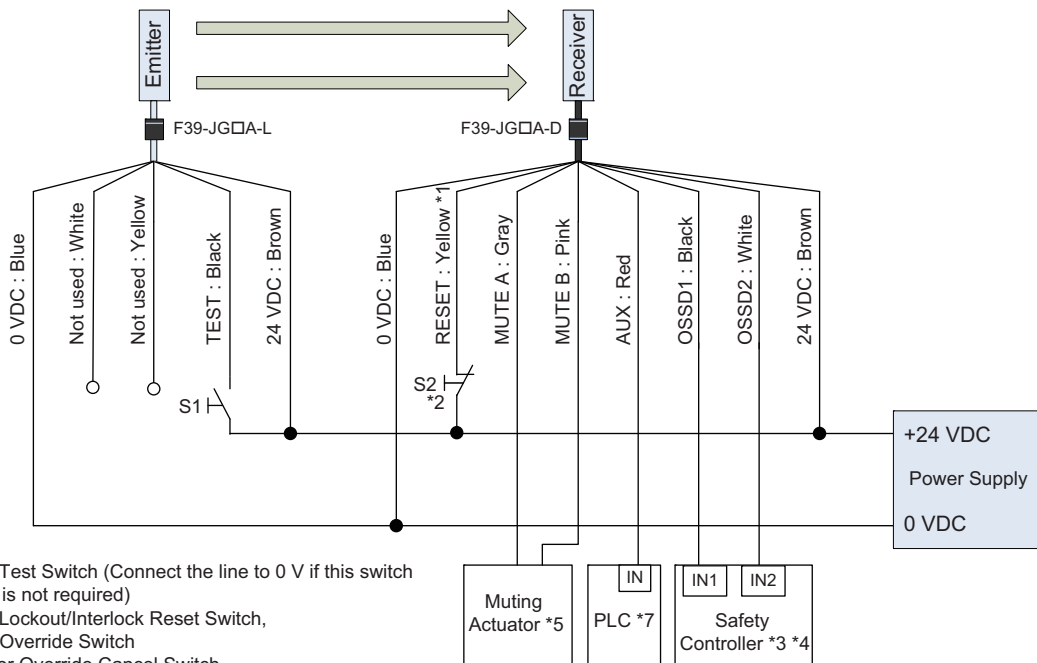 Emitter
Receiver
F39-JG□A-L
F39-JG□A-D
0 VDC : Blue
Not used : White
Not used : Yellow
TEST : Black
24 VDC : Brown
0 VDC : Blue
RESET : Yellow *1
MUTE A : Gray
MUTE B : Pink
AUX : Red
OSSD1 : Black
OSSD2 : White
24 VDC : Brown
S1
S2
*2
+24 VDC
Power Supply
0 VDC
Test Switch (Connect the line to 0 V if this switch
is not required)
Lockout/Interlock Reset Switch,
Override Switch
or Override Cancel Switch
Muting
Actuator *5
IN
PLC *7
IN1
IN2
Safety
Controller *3 *4